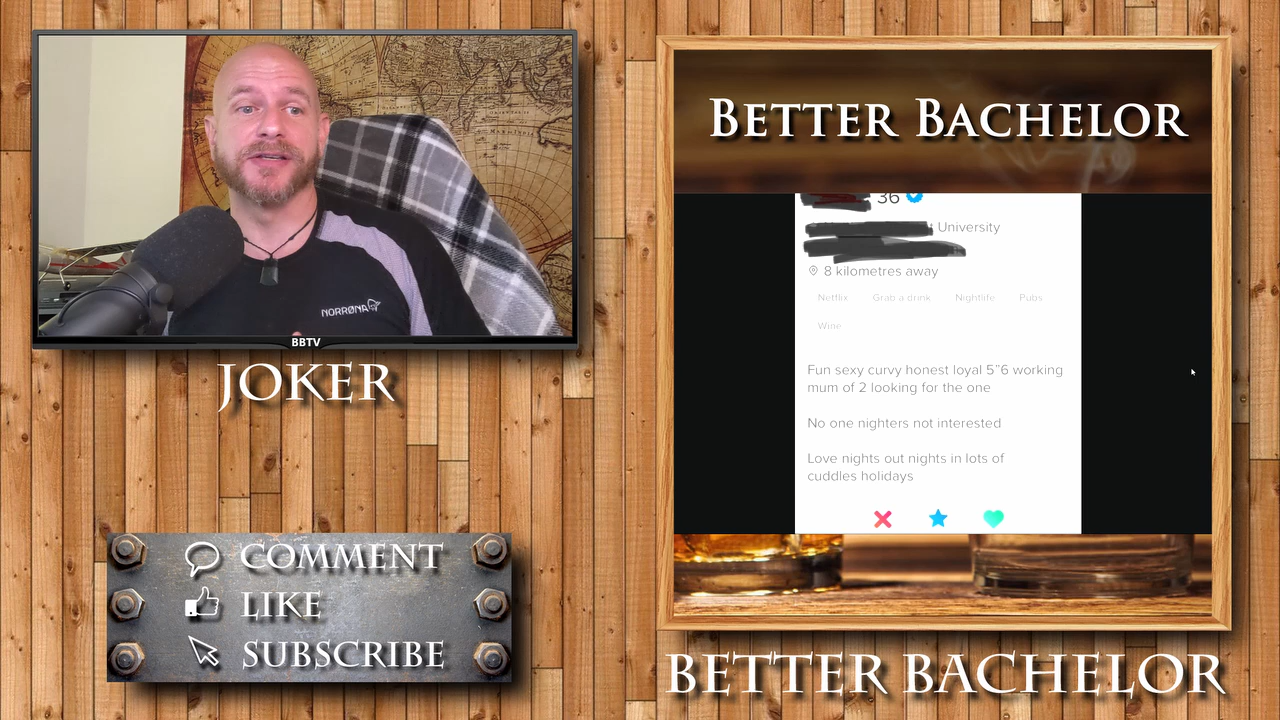 NORRØNA
BBTV
JOKER
COMMENT
LIKE
SUBSCRIBE
BETTER BACHELOR
36
University
8 kilometres away
Netflix Grab a drink Nightlife Pubs
Wine
Fun sexy curvy honest loyal 5"6 working
mum of 2 looking for the one
No one nighters not interested
Love nights out nights in lots of
cuddles holidays
BETTER BACHELOR